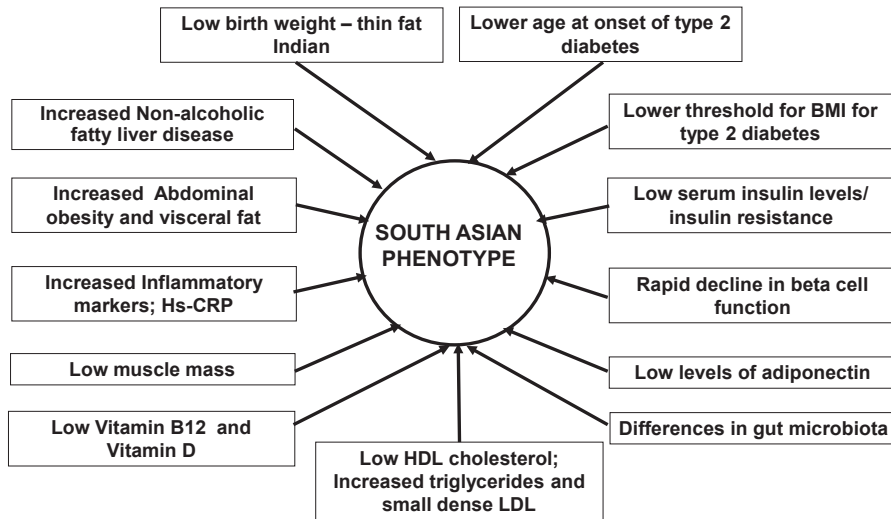 Low birth weight – thin fat
Indian
Lower age at onset of type 2
diabetes
Increased Non-alcoholic
fatty liver disease
Lower threshold for BMI for
type 2 diabetes
Increased Abdominal
obesity and visceral fat
Low serum insulin levels/
insulin resistance
SOUTH ASIAN
PHENOTYPE
Increased Inflammatory
markers; Hs-CRP
Rapid decline in beta cell
function
Low muscle mass
Low levels of adiponectin
Low Vitamin B12 and
Vitamin D
Differences in gut microbiota
Low HDL cholesterol;
Increased triglycerides and
small dense LDL